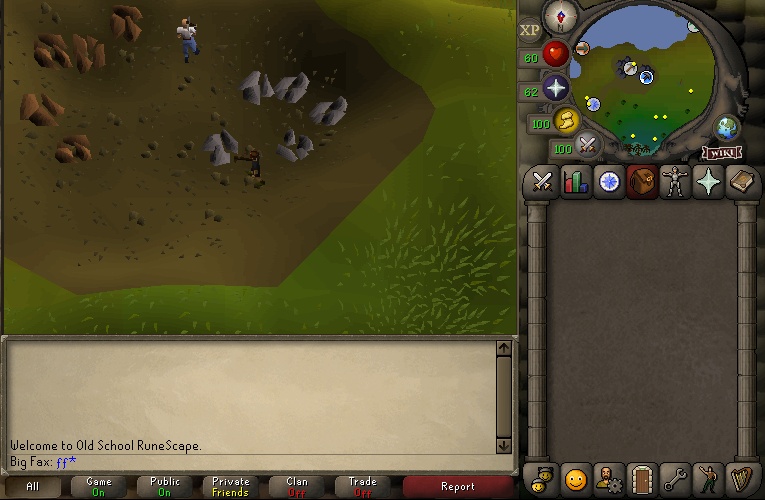 XP
N
60
62
100
100
WIKI
Welcome to Old School RuneScape.
Big Fax: ff*
All
Game
On
Public
On
Private
Friends
Clan
Off
Trade
Off
Report